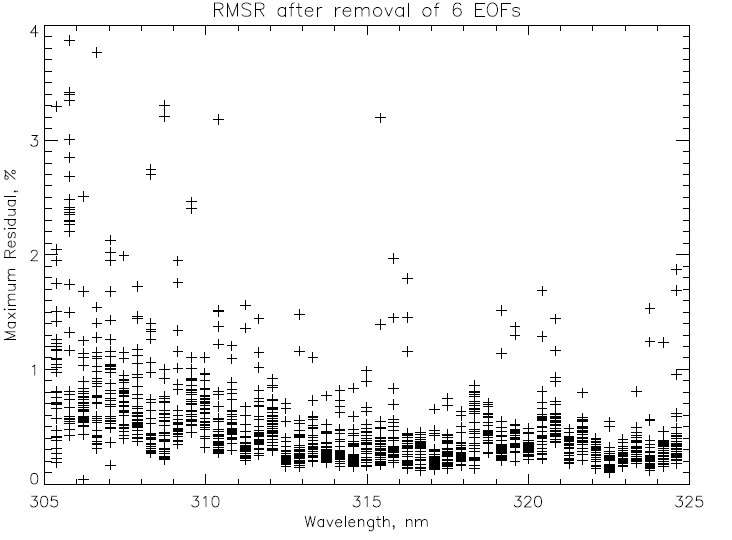 RMSR after removal of 6 EOFs
4
3
2
1
0
Maximum Residual, %
305 310 315 320 325
Wavelength, nm